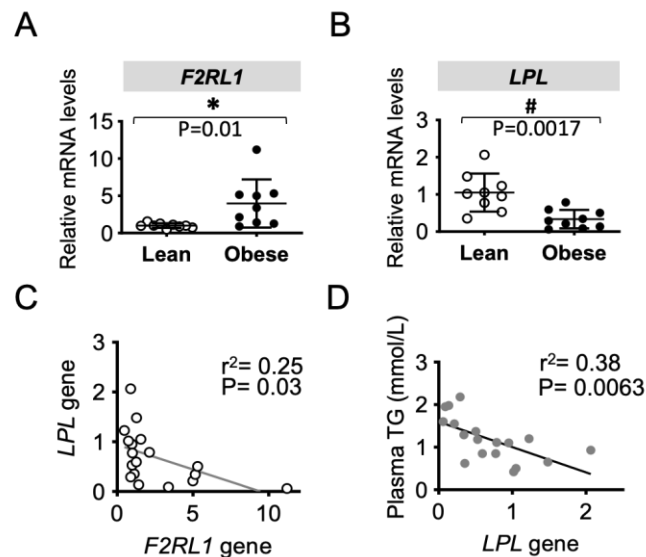 A
F2RL1
*
P=0.01
Relative mRNA levels
15
10
5
0
Lean Obese
B
LPL
#
P=0.0017
Relative mRNA levels
3
2
1
0
Lean Obese
C
r²= 0.25
P= 0.03
LPL gene
3
2
1
0
0 5 10
F2RL1 gene
D
r²= 0.38
P= 0.0063
Plasma TG (mmol/L)
3
2
1
0
0 1 2
LPL gene